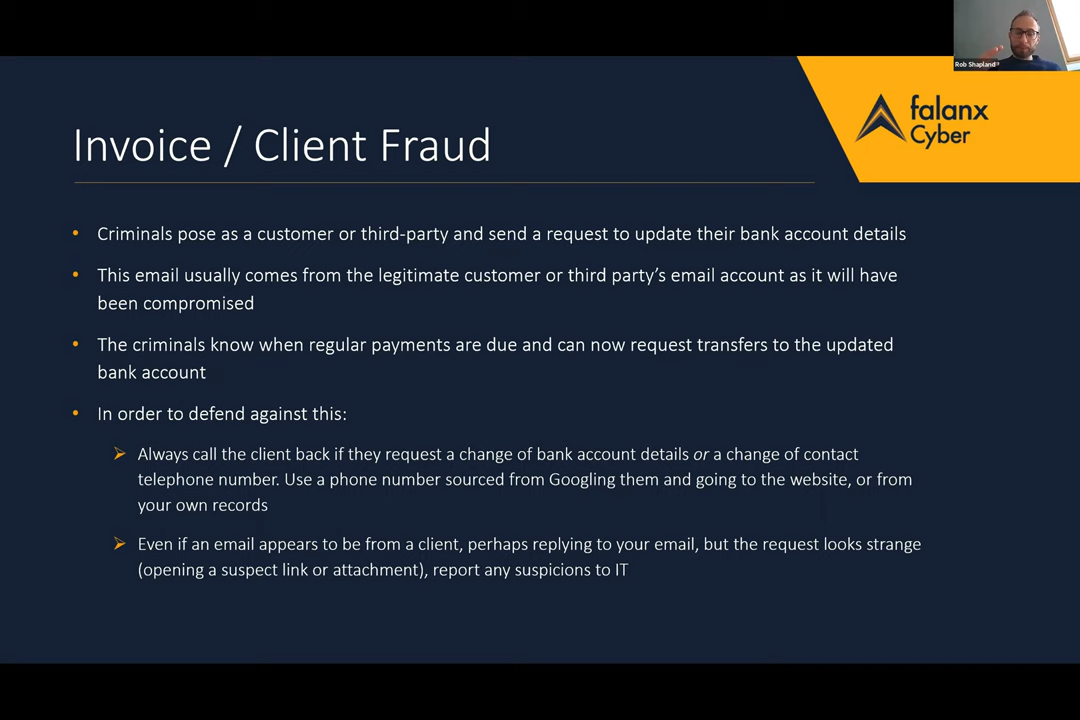 Rob Shapland
falanx
Cyber
Invoice / Client Fraud
• Criminals pose as a customer or third-party and send a request to update their bank account details
• This email usually comes from the legitimate customer or third party’s email account as it will have
been compromised
• The criminals know when regular payments are due and can now request transfers to the updated
bank account
• In order to defend against this:
➢ Always call the client back if they request a change of bank account details or a change of contact
telephone number. Use a phone number sourced from Googling them and going to the website, or from
your own records
➢ Even if an email appears to be from a client, perhaps replying to your email, but the request looks strange
(opening a suspect link or attachment), report any suspicions to IT